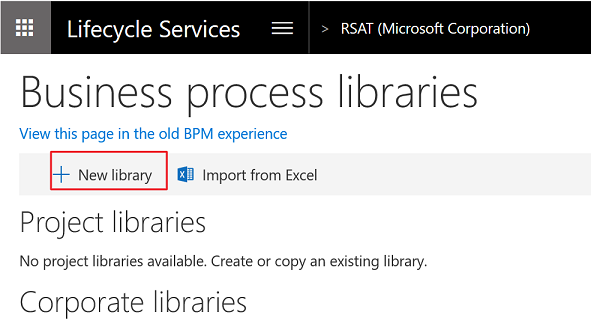 Lifecycle Services > RSAT (Microsoft Corporation)
Business process libraries
View this page in the old BPM experience
New library Import from Excel
Project libraries
No project libraries available. Create or copy an existing library.
Corporate libraries